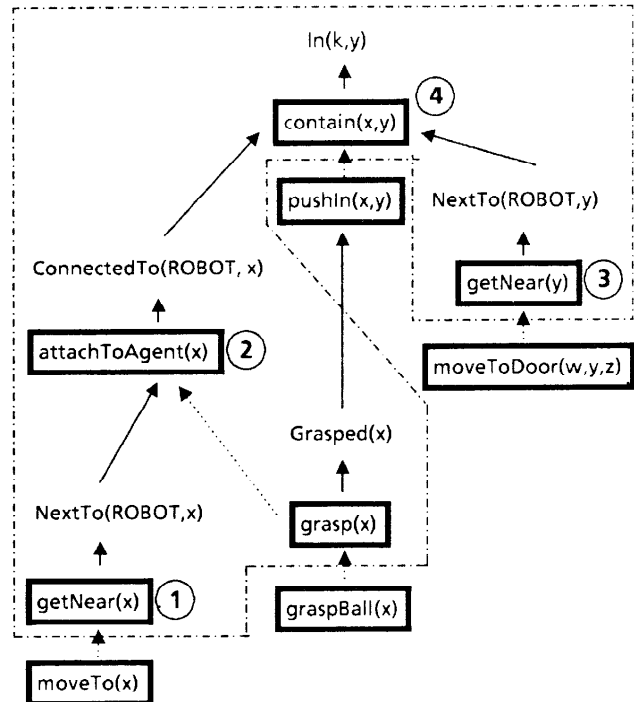 In(k,y)
4
contain(x,y)
pushIn(x,y)
NextTo(ROBOT,y)
ConnectedTo(ROBOT, x)
getNear(y)
3
attachToAgent(x)
2
moveToDoor(w,y,z)
Grasped(x)
NextTo(ROBOT,x)
grasp(x)
getNear(x)
1
graspBall(x)
moveTo(x)